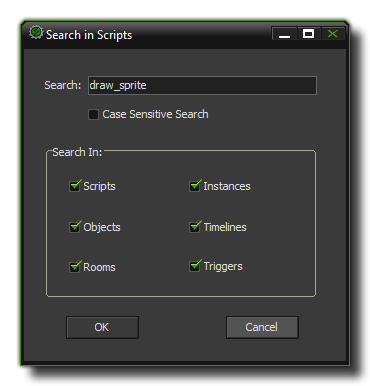 Search in Scripts
Search: draw_sprite
Case Sensitive Search
Search In:
Scripts Instances
Objects Timelines
Rooms Triggers
OK Cancel